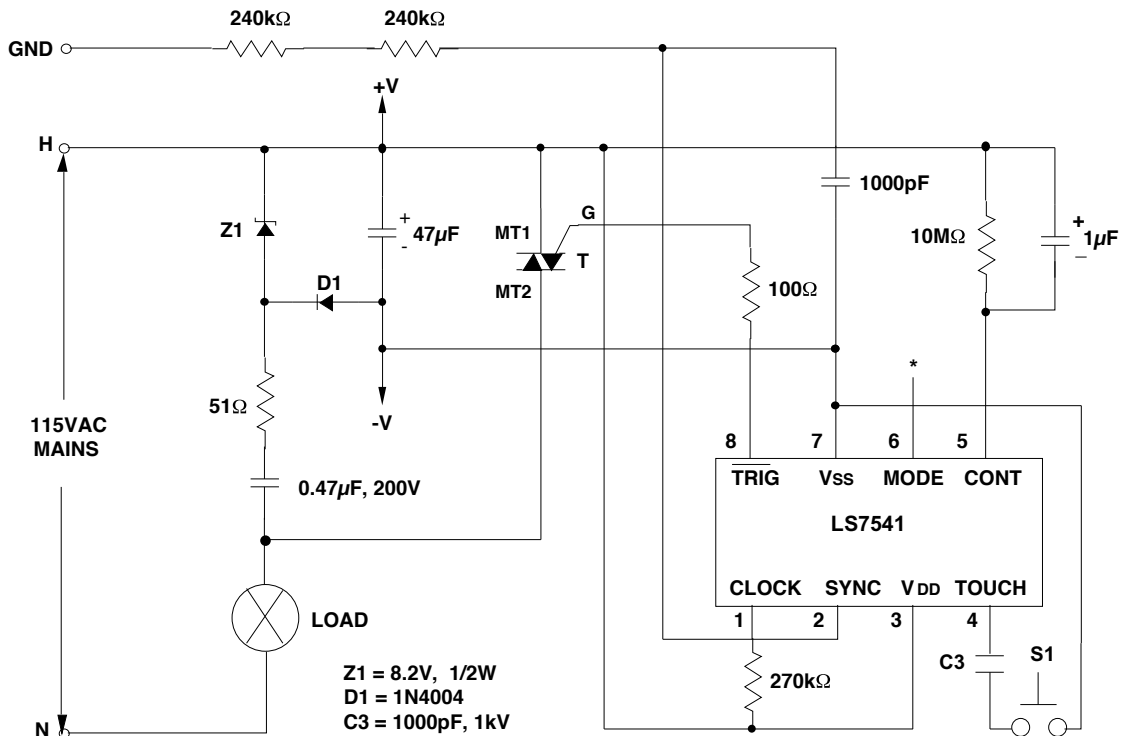 240kΩ 240kΩ
GND
+V
H
1000pF
G
Z1
+
-
47µF
MT1
T
MT2
10MΩ
+
–
1µF
D1
100Ω
*
51Ω
-V
115VAC
MAINS
8 7 6 5
TRIG VSS MODE CONT
0.47µF, 200V
LS7541
CLOCK SYNC VDD TOUCH
1 2 3 4
LOAD
C3 S1
270kΩ
Z1 = 8.2V, 1/2W
D1 = 1N4004
C3 = 1000pF, 1kV
N